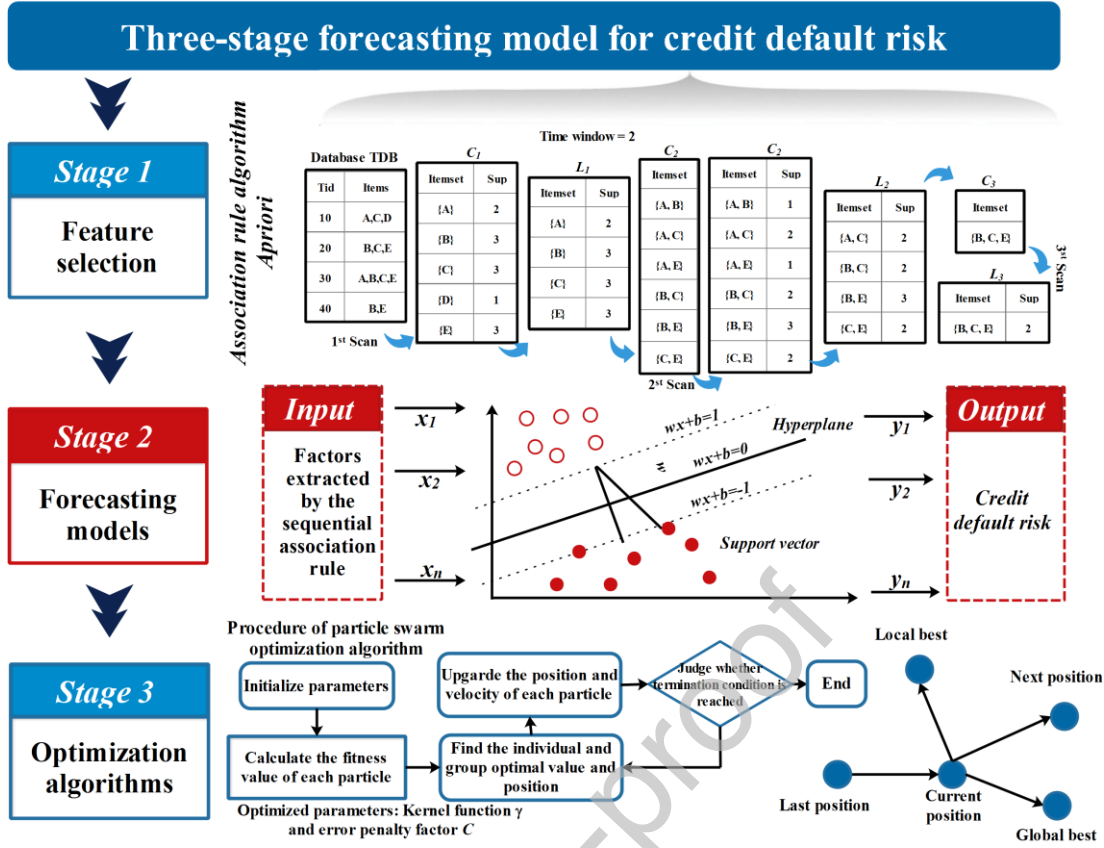 Three-stage forecasting model for credit default risk
Stage 1
Feature
selection
Association rule algorithm
Apriori
Time window = 2
Database TDB
Tid Items
10 A,C,D
20 B,C,E
30 A,B,C,E
40 B,E
1st Scan
C1
Itemset Sup
{A} 2
{B} 3
{C} 3
{D} 1
{E} 3
L1
Itemset Sup
{A} 2
{B} 3
{C} 3
{E} 3
C2
Itemset
{A, B}
{A, C}
{A, E}
{B, C}
{B, E}
{C, E}
2st Scan
C2
Itemset Sup
{A, B} 1
{A, C} 2
{A, E} 1
{B, C} 2
{B, E} 3
{C, E} 2
L2
Itemset Sup
{A, C} 2
{B, C} 2
{B, E} 3
{C, E} 2
C3
Itemset
{B, C, E}
3st Scan
L3
Itemset Sup
{B, C, E} 2
Stage 2
Forecasting
models
Input
Factors
extracted
by the
sequential
association
rule
x1
x2
xn
wx+b=1
Hyperplane
w
wx+b=0
wx+b=-1
Support vector
y1
y2
yn
Output
Credit
default risk
Stage 3
Optimization
algorithms
Procedure of particle swarm
optimization algorithm
Initialize parameters
Calculate the fitness
value of each particle
Upgarde the position and
velocity of each particle
Find the individual and
group optimal value and
position
Judge whether
termination condition is
reached
End
Optimized parameters: Kernel function γ
and error penalty factor C
Local best
Next position
Last position
Current
position
Global best
-proof